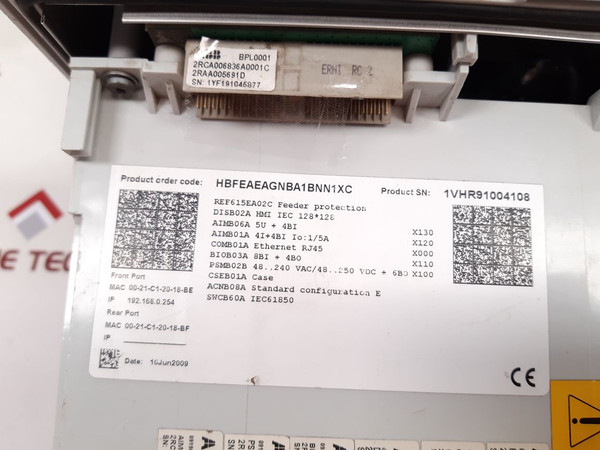 ABB BPL0001
2RCA006836A0001C
2RAA005691D
SN: 1YF191045877
ERNI RC 2
Product order code: HBFEAEAGNBA1BNN1XC Product SN: 1VHR91004108
REF615EA02C Feeder protection
DISB02A HMI IEC 128*128
AIMB06A 5U + 4BI X130
AIMB01A 4I+4BI Io:1/5A X120
COMB01A Ethernet RJ45 X000
BIOB03A 8BI + 4BO X110
PSMB02B 48..240 VAC/48..250 VDC + 6BO X100
CSEB01A Case
ACNB08A Standard configuration E
SWCB60A IEC61850
Front Port
MAC 00-21-C1-20-18-BE
IP 192.168.0.254
Rear Port
MAC 00-21-C1-20-18-BF
IP
Date: 10Jun2009
CE
E TEC